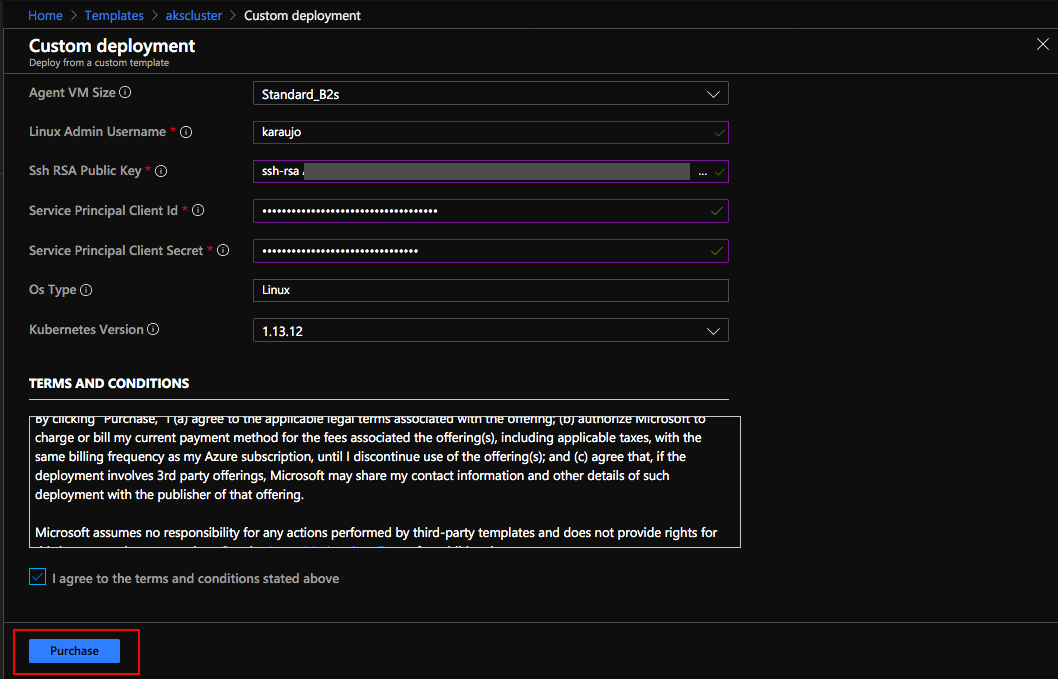 Home > Templates > akscluster > Custom deployment
Custom deployment
Deploy from a custom template
Agent VM Size
Standard_B2s
Linux Admin Username *
karaujo
Ssh RSA Public Key *
ssh-rsa ...
Service Principal Client Id *
Service Principal Client Secret *
Os Type
Linux
Kubernetes Version
1.13.12
TERMS AND CONDITIONS
By clicking "Purchase," I (a) agree to the applicable legal terms associated with the offering; (b) authorize Microsoft to
charge or bill my current payment method for the fees associated the offering(s), including applicable taxes, with the
same billing frequency as my Azure subscription, until I discontinue use of the offering(s); and (c) agree that, if the
deployment involves 3rd party offerings, Microsoft may share my contact information and other details of such
deployment with the publisher of that offering.
Microsoft assumes no responsibility for any actions performed by third-party templates and does not provide rights for
I agree to the terms and conditions stated above
Purchase